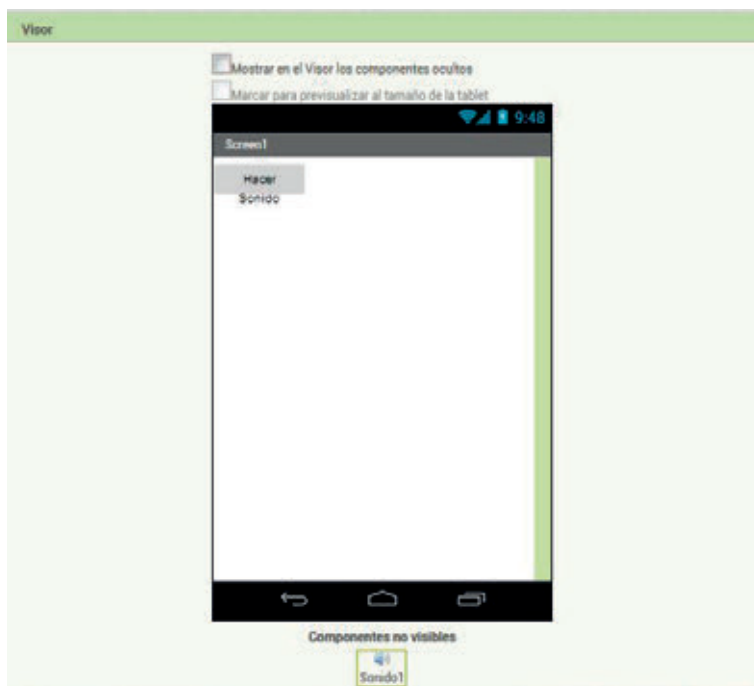 Visor
Mostrar en el Visor los componentes ocultos
Marcar para previsualizar al tamaño de la tablet
9:48
Screen1
Hacer
Sonido
Componentes no visibles
Sonido1